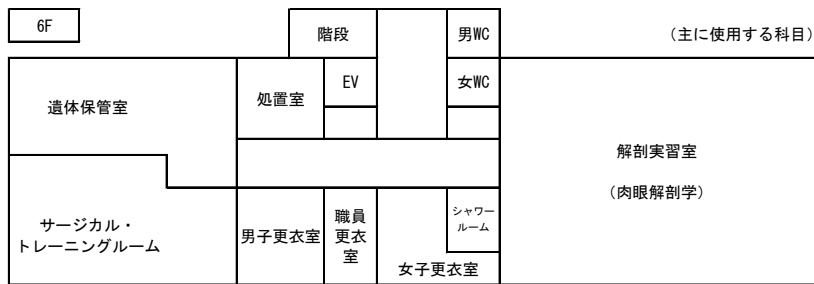 6F
階段
男WC
(主に使用する科目)
EV
女WC
処置室
遺体保管室
解剖実習室
(肉眼解剖学)
サージカル・
トレーニングルーム
男子更衣室
職員
更衣
室
シャワー
ルーム
女子更衣室